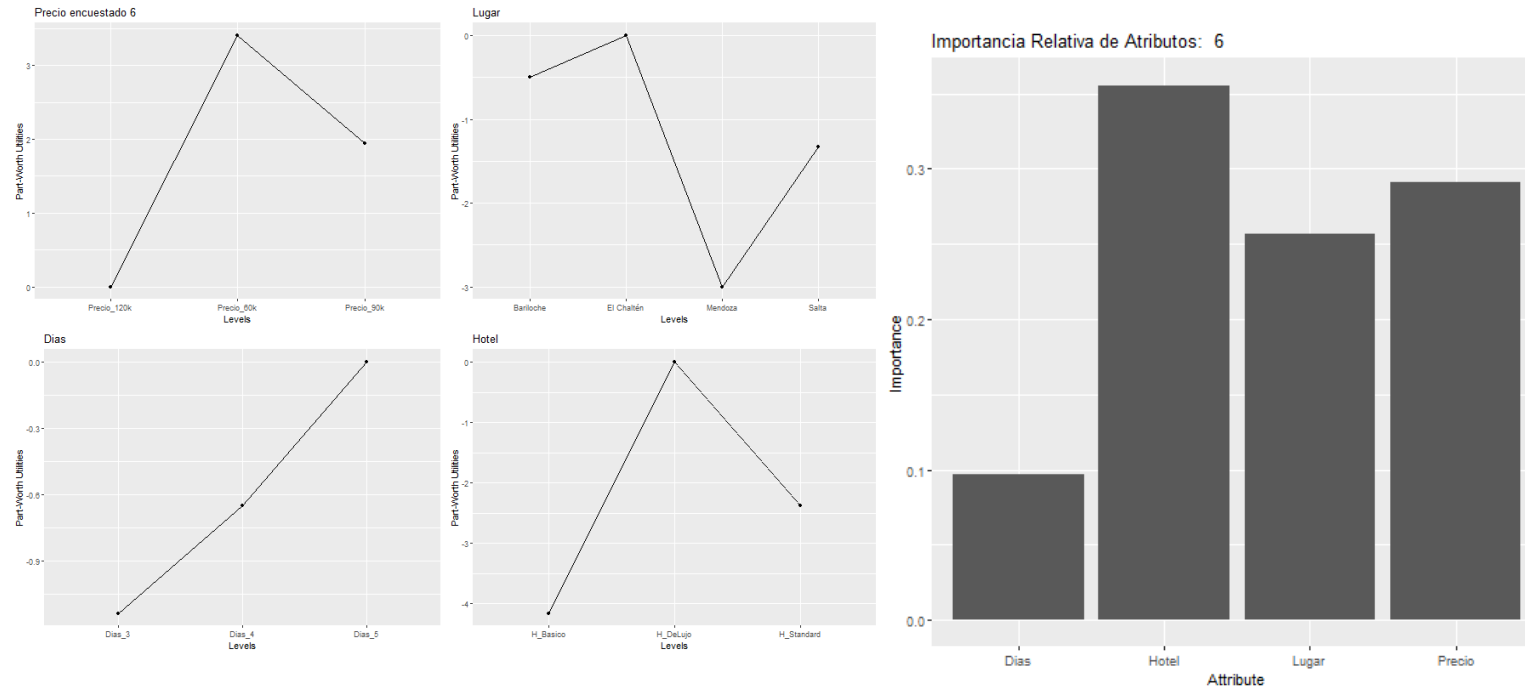 Precio encuestado 6
Part-Worth Utilities
3
2
1
0
Precio_120k
Precio_60k
Precio_90k
Levels
Lugar
Part-Worth Utilities
0
-1
-2
-3
Bariloche
El Chaltén
Mendoza
Salta
Levels
Dias
Part-Worth Utilities
0.0
-0.3
-0.6
-0.9
Dias_3
Dias_4
Dias_5
Levels
Hotel
Part-Worth Utilities
0
-1
-2
-3
-4
H_Basico
H_DeLujo
H_Standard
Levels
Importancia Relativa de Atributos: 6
Importance
0.3
0.2
0.1
0.0
Dias
Hotel
Lugar
Precio
Attribute